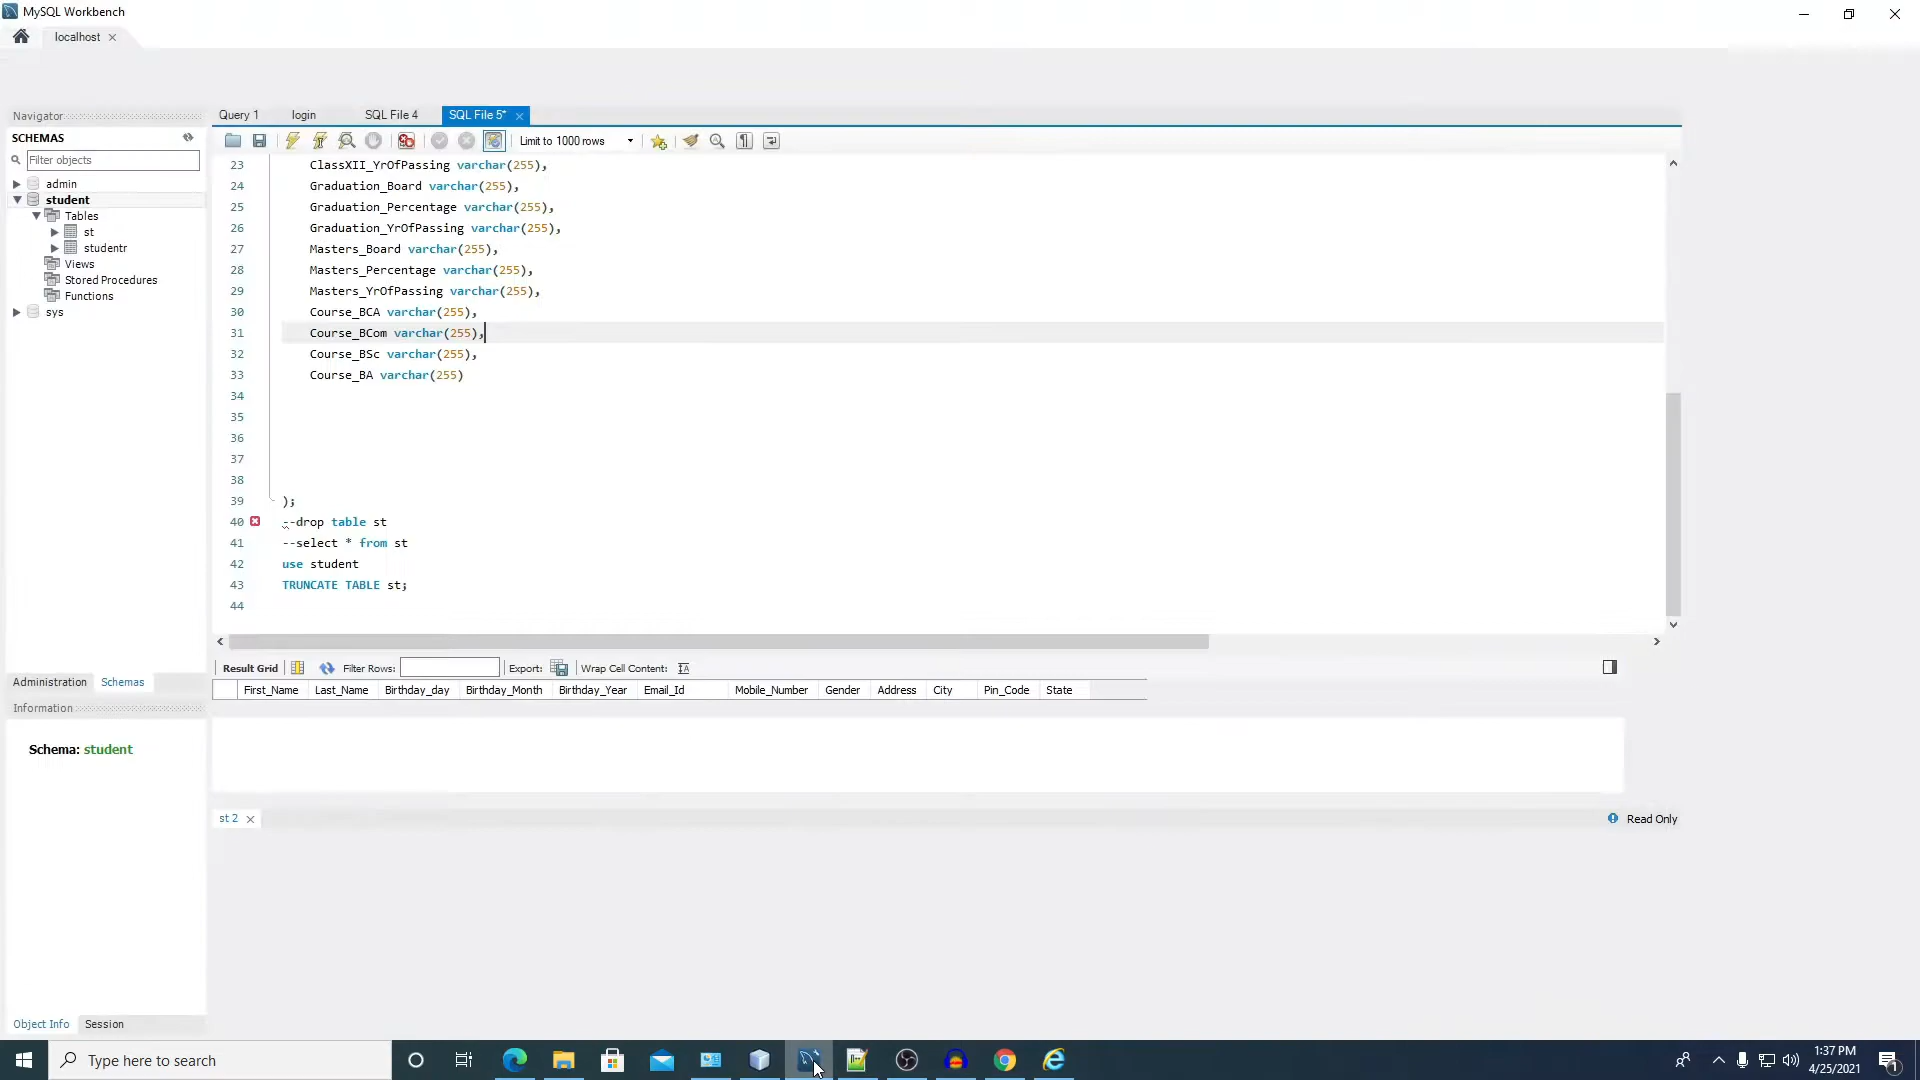 MySQL Workbench
localhost
Navigator
SCHEMAS
Filter objects
admin
student
Tables
st
studentr
Views
Stored Procedures
Functions
sys
Query 1 login SQL File 4 SQL File 5*
Limit to 1000 rows
23 ClassXII_YrOfPassing varchar(255),
24 Graduation_Board varchar(255),
25 Graduation_Percentage varchar(255),
26 Graduation_YrOfPassing varchar(255),
27 Masters_Board varchar(255),
28 Masters_Percentage varchar(255),
29 Masters_YrOfPassing varchar(255),
30 Course_BCA varchar(255),
31 Course_BCom varchar(255),
32 Course_BSc varchar(255),
33 Course_BA varchar(255)
34
35
36
37
38
39 );
40 --drop table st
41 --select * from st
42 use student
43 TRUNCATE TABLE st;
44
Result Grid Filter Rows: Export: Wrap Cell Content:
First_Name Last_Name Birthday_day Birthday_Month Birthday_Year Email_Id Mobile_Number Gender Address City Pin_Code State
st 2
Read Only
Administration Schemas
Information
Schema: student
Object Info Session
Type here to search
1:37 PM
4/25/2021
1